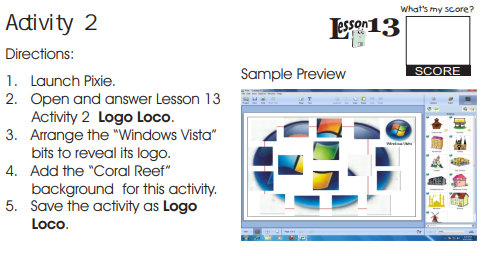 Activity 2
What's my score?
Lesson 13
SCORE
Directions:
Sample Preview
1. Launch Pixie.
2. Open and answer Lesson 13
Activity 2 Logo Loco.
3. Arrange the “Windows Vista”
bits to reveal its logo.
4. Add the “Coral Reef”
background for this activity.
5. Save the activity as Logo
Loco.
Windows Vista